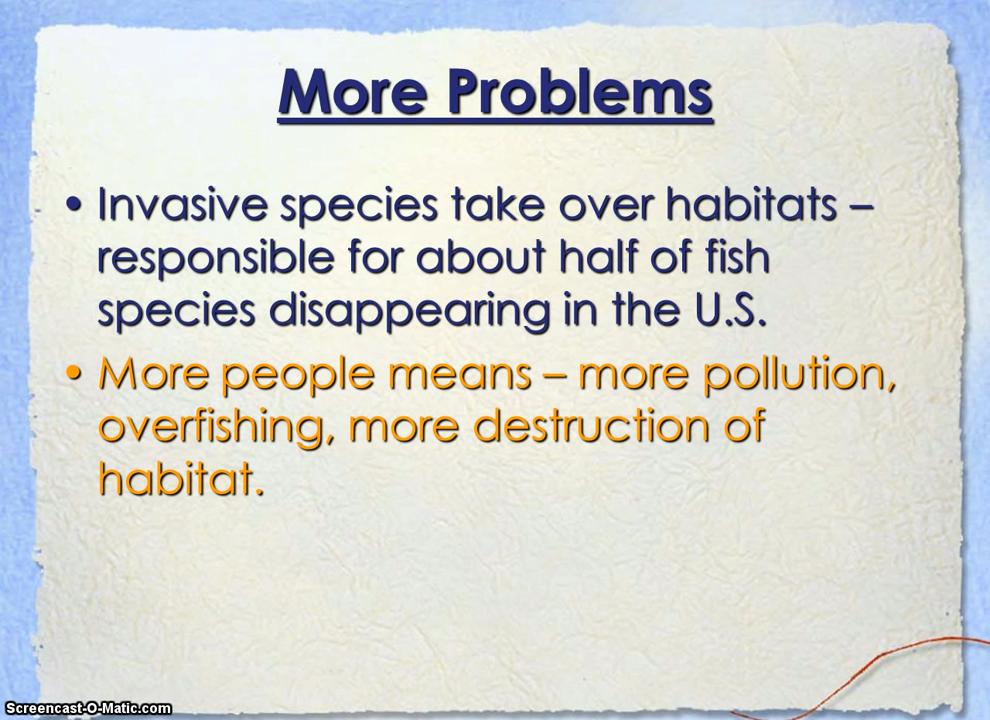 More Problems
• Invasive species take over habitats –
responsible for about half of fish
species disappearing in the U.S.
• More people means – more pollution,
overfishing, more destruction of
habitat.
Screencast-O-Matic.com